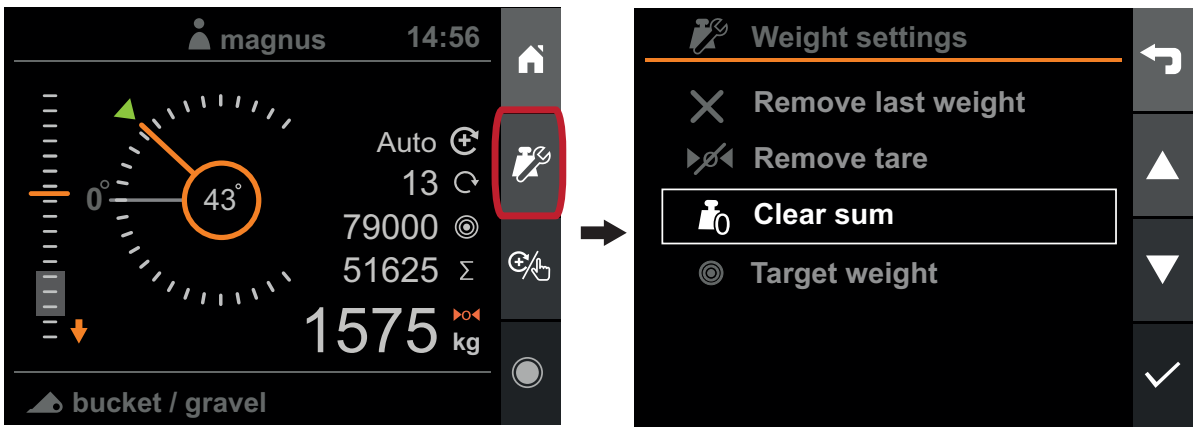 magnus 14:56
Auto
13
0° 43° 79000
51625 Σ
1575 kg
bucket / gravel
Weight settings
Remove last weight
Remove tare
0 Clear sum
Target weight